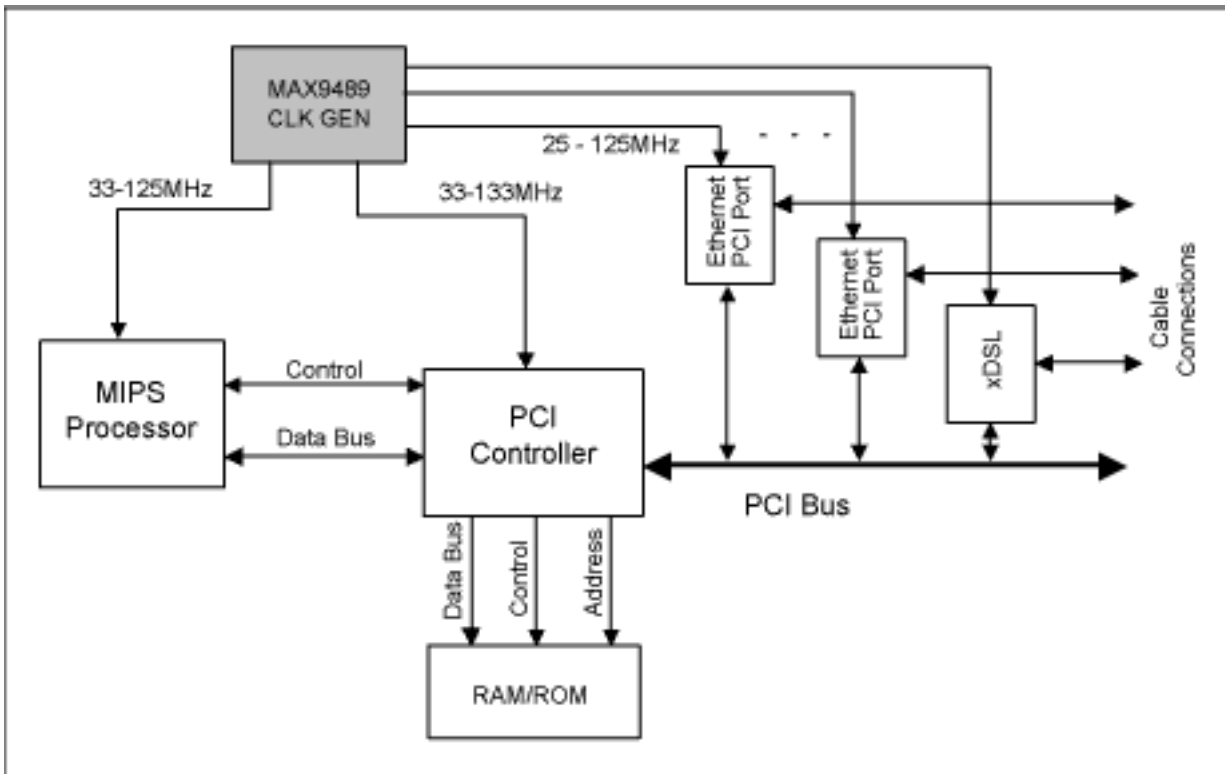 MAX9489
CLK GEN
25 - 125MHz
- - -
33-125MHz
33-133MHz
Ethernet
PCI Port
Ethernet
PCI Port
xDSL
Cable
Connections
MIPS
Processor
Control
Data Bus
PCI
Controller
PCI Bus
Data Bus
Control
Address
RAM/ROM